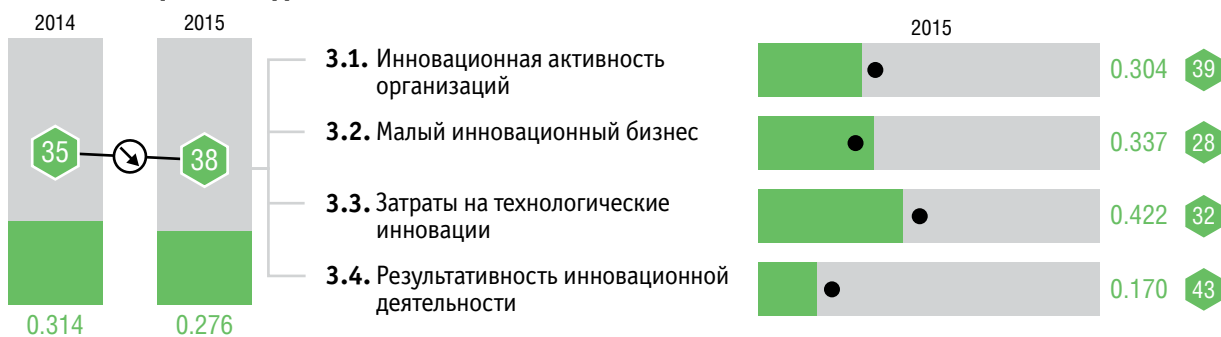 2014
2015
35
38
0.314
0.276
3.1. Инновационная активность
организаций
3.2. Малый инновационный бизнес
3.3. Затраты на технологические
инновации
3.4. Результативность инновационной
деятельности
2015
0.304 39
0.337 28
0.422 32
0.170 43